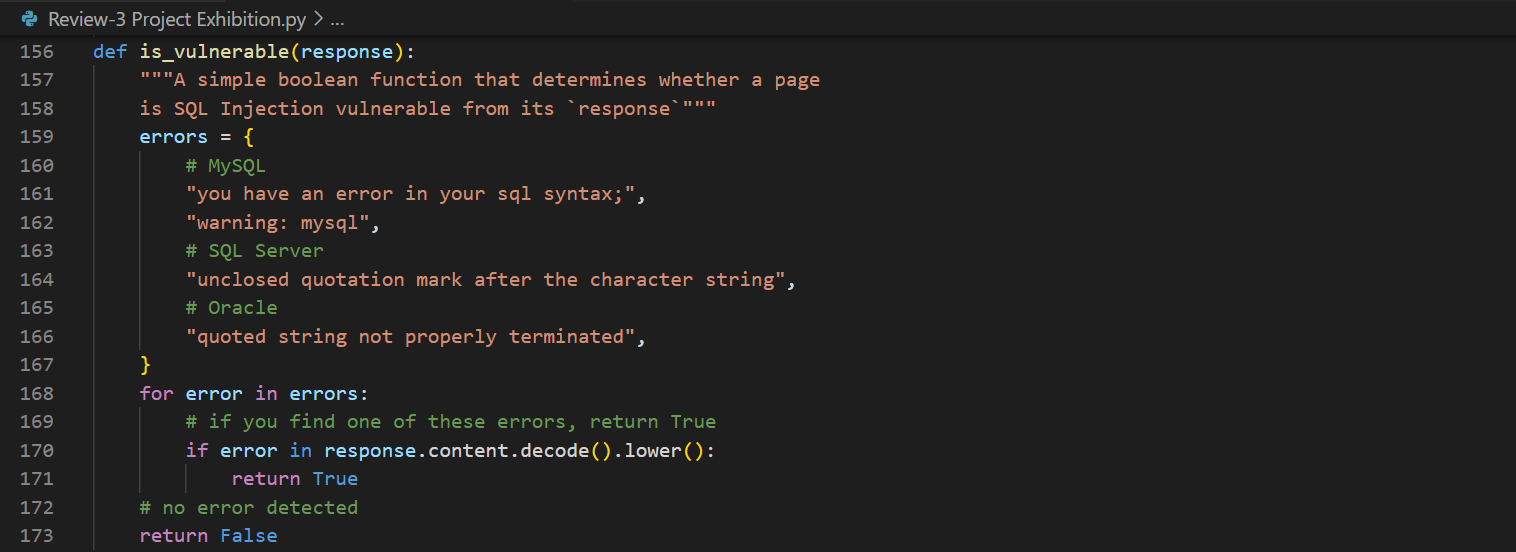 Review-3 Project Exhibition.py > ...
156 def is_vulnerable(response):
157     """A simple boolean function that determines whether a page
158     is SQL Injection vulnerable from its `response`"""
159     errors = {
160         # MySQL
161         "you have an error in your sql syntax;",
162         "warning: mysql",
163         # SQL Server
164         "unclosed quotation mark after the character string",
165         # Oracle
166         "quoted string not properly terminated",
167     }
168     for error in errors:
169         # if you find one of these errors, return True
170         if error in response.content.decode().lower():
171             return True
172     # no error detected
173     return False